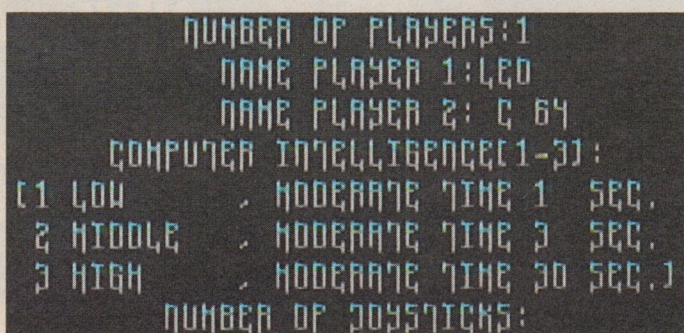 NUMBER OF PLAYERS:1
NAME PLAYER 1:LEO
NAME PLAYER 2: C 64
COMPUTER INTELLIGENCE[1-3]:
[1 LOW , MODERATE TIME 1 SEC.
2 MIDDLE , MODERATE TIME 3 SEC.
3 HIGH , MODERATE TIME 30 SEC.]
NUMBER OF JOYSTICKS: